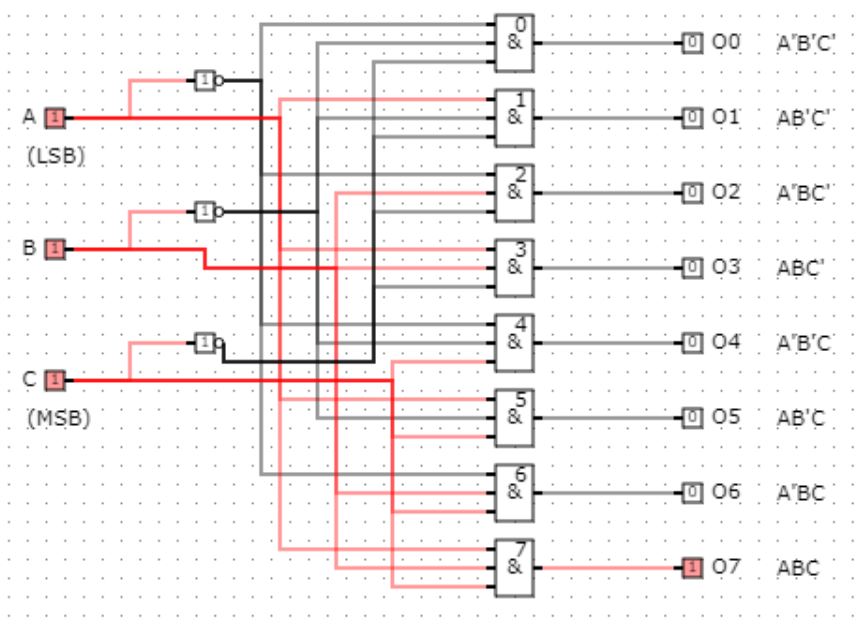 0
& 0 O0 A'B'C'
1
A 1 1
& 0 O1 AB'C'
(LSB)
2
& 0 O2 A'BC'
1
B 1 3
& 0 O3 ABC'
4
1 & 0 O4 A'B'C
C 1
5
(MSB) & 0 O5 AB'C
6
& 0 O6 A'BC
7
& 1 O7 ABC